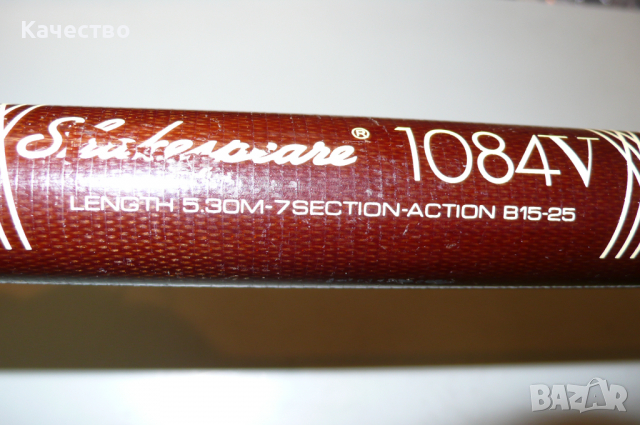 Качество
Shakespeare ® 1084V
LENGTH 5.30M-7SECTION-ACTION B15-25
BAZAR